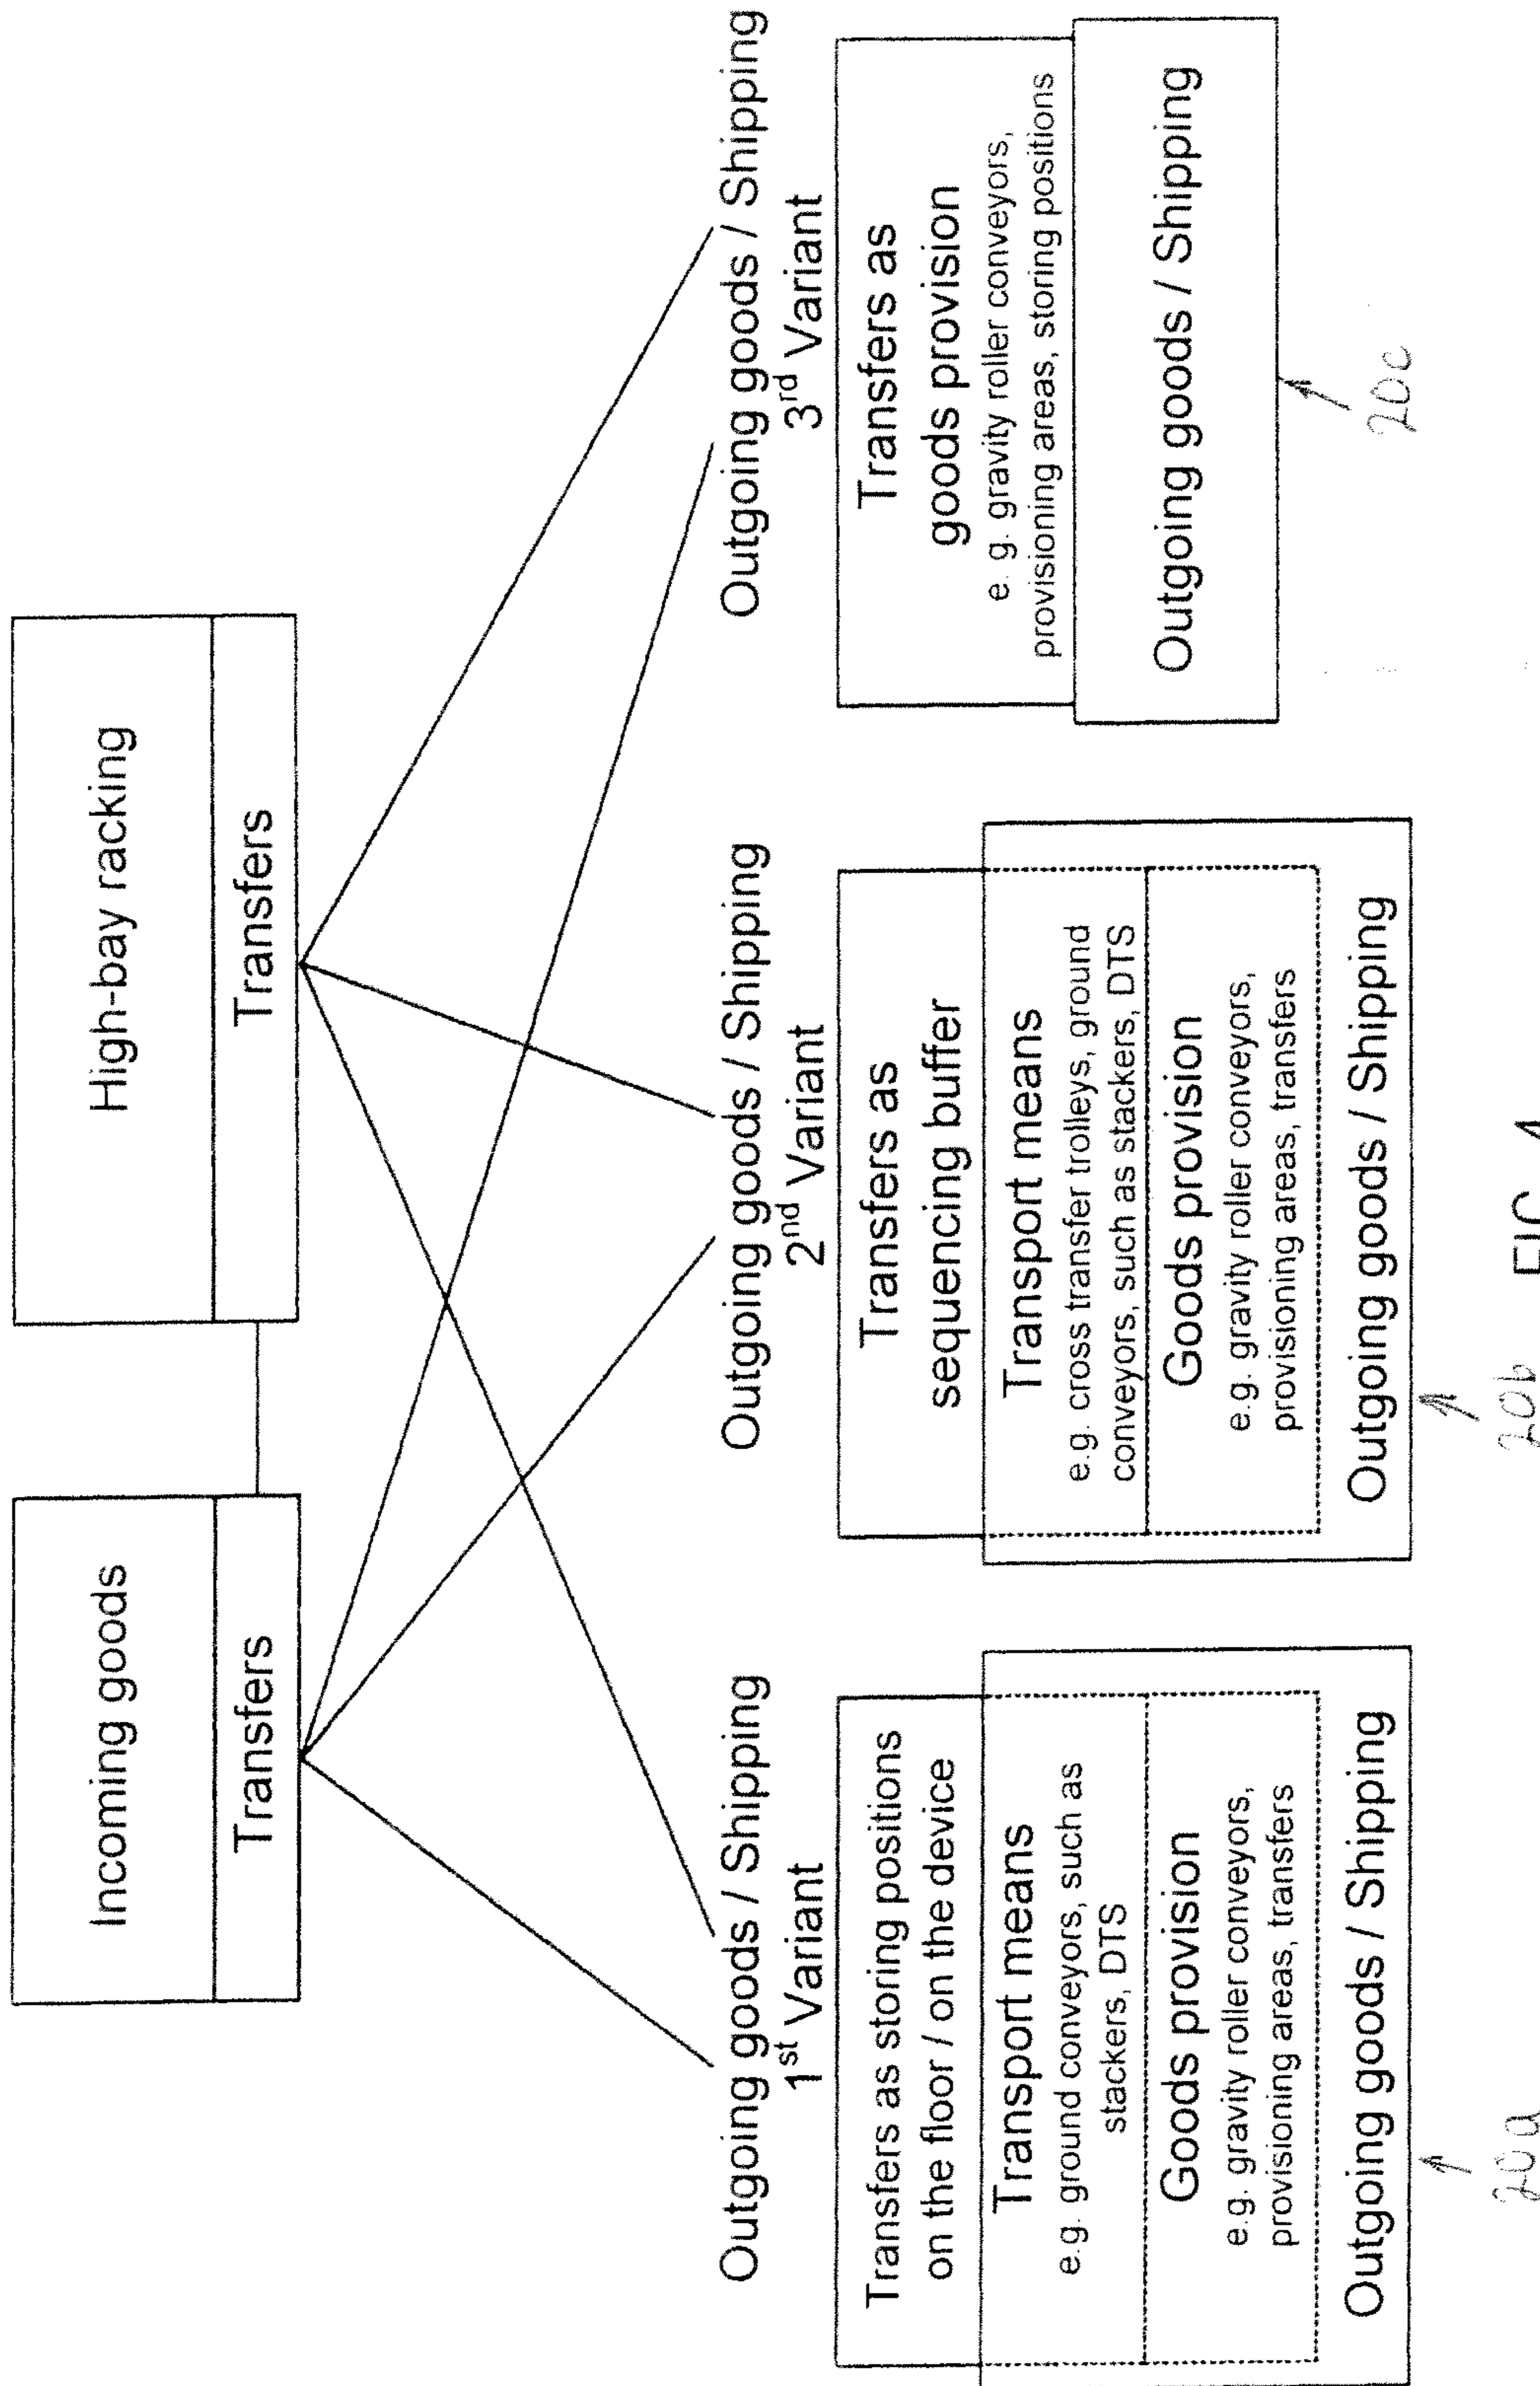 Incoming goods
Transfers
High-bay racking
Transfers
Outgoing goods / Shipping
1st Variant
Transfers as storing positions
on the floor / on the device
Transport means
e.g. ground conveyors, such as
stackers, DTS
Goods provision
e.g. gravity roller conveyors,
provisioning areas, transfers
Outgoing goods / Shipping
20a
Outgoing goods / Shipping
2nd Variant
Transfers as
sequencing buffer
Transport means
e.g. cross transfer trolleys, ground
conveyors, such as stackers, DTS
Goods provision
e.g. gravity roller conveyors,
provisioning areas, transfers
Outgoing goods / Shipping
20b
Outgoing goods / Shipping
3rd Variant
Transfers as
goods provision
e. g. gravity roller conveyors,
provisioning areas, storing positions
Outgoing goods / Shipping
20c
FIG. 4